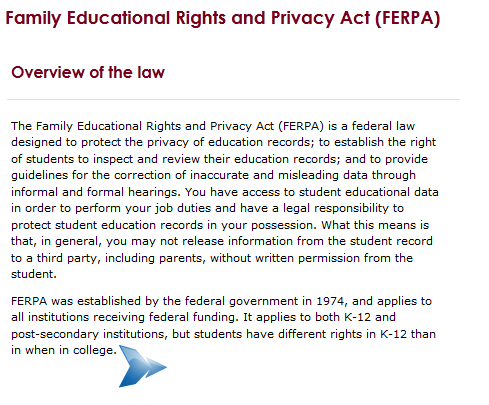 Family Educational Rights and Privacy Act (FERPA)
Overview of the law
The Family Educational Rights and Privacy Act (FERPA) is a federal law
designed to protect the privacy of education records; to establish the right
of students to inspect and review their education records; and to provide
guidelines for the correction of inaccurate and misleading data through
informal and formal hearings. You have access to student educational data
in order to perform your job duties and have a legal responsibility to
protect student education records in your possession. What this means is
that, in general, you may not release information from the student record
to a third party, including parents, without written permission from the
student.
FERPA was established by the federal government in 1974, and applies to
all institutions receiving federal funding. It applies to both K-12 and
post-secondary institutions, but students have different rights in K-12 than
in when in college.